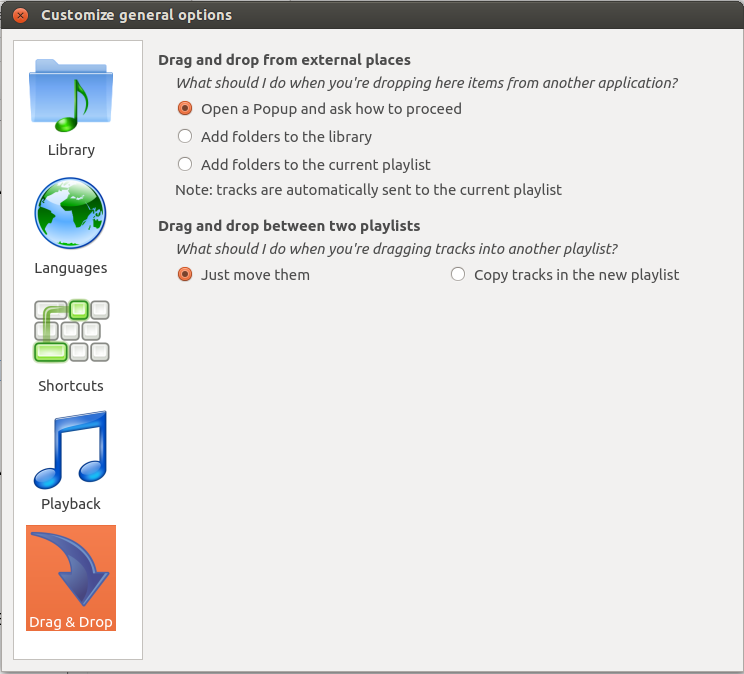 Customize general options
Library
Languages
Shortcuts
Playback
Drag & Drop
Drag and drop from external places
What should I do when you're dropping here items from another application?
Open a Popup and ask how to proceed
Add folders to the library
Add folders to the current playlist
Note: tracks are automatically sent to the current playlist
Drag and drop between two playlists
What should I do when you're dragging tracks into another playlist?
Just move them
Copy tracks in the new playlist